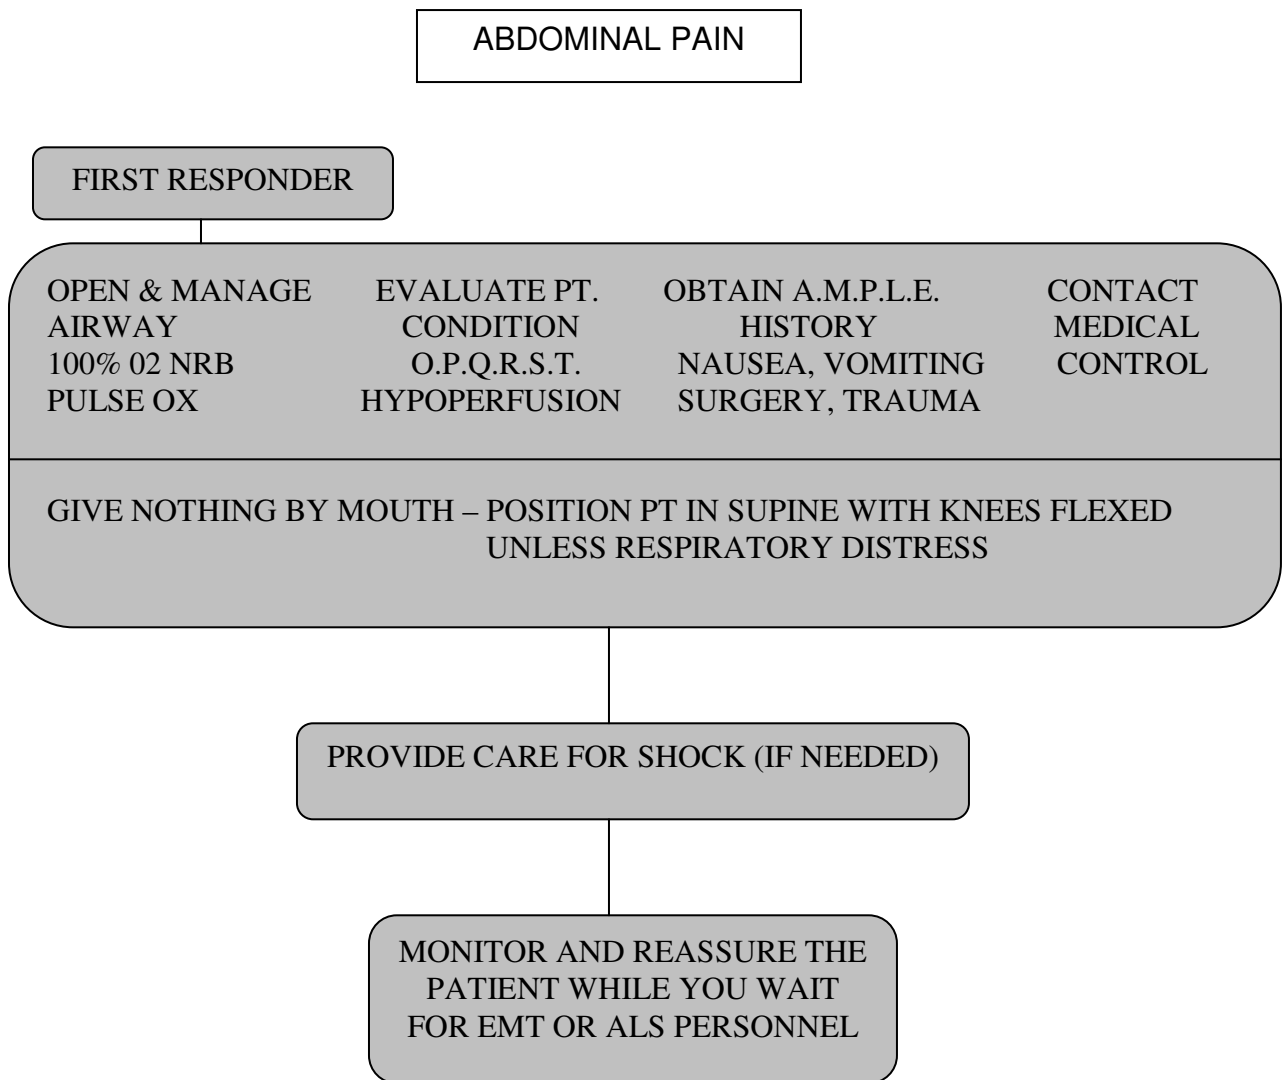 ABDOMINAL PAIN
FIRST RESPONDER
OPEN & MANAGE
AIRWAY
100% 02 NRB
PULSE OX
EVALUATE PT.
CONDITION
O.P.Q.R.S.T.
HYPOPERFUSION
OBTAIN A.M.P.L.E.
HISTORY
NAUSEA, VOMITING
SURGERY, TRAUMA
CONTACT
MEDICAL
CONTROL
GIVE NOTHING BY MOUTH – POSITION PT IN SUPINE WITH KNEES FLEXED
UNLESS RESPIRATORY DISTRESS
PROVIDE CARE FOR SHOCK (IF NEEDED)
MONITOR AND REASSURE THE
PATIENT WHILE YOU WAIT
FOR EMT OR ALS PERSONNEL